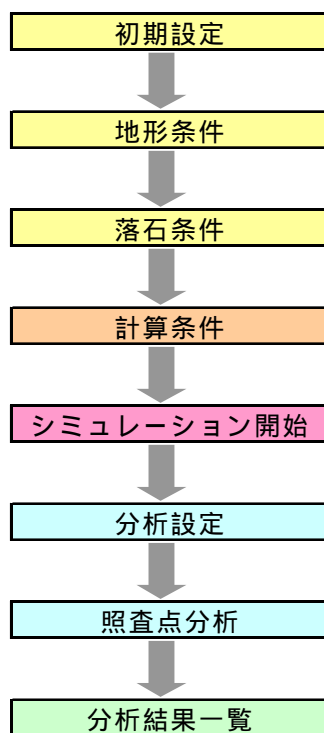 初期設定
地形条件
落石条件
計算条件
シミュレーション開始
分析設定
照査点分析
分析結果一覧